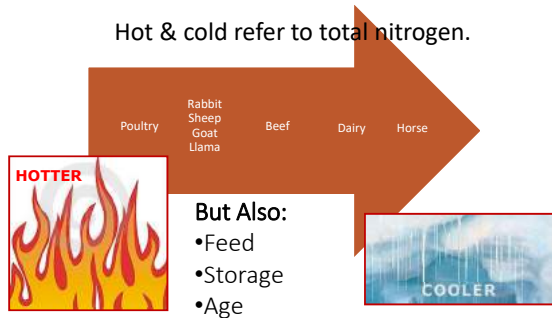 Hot & cold refer to total nitrogen.
Poultry
Rabbit
Sheep
Goat
Llama
Beef
Dairy
Horse
HOTTER
But Also:
•Feed
•Storage
•Age
COOLER